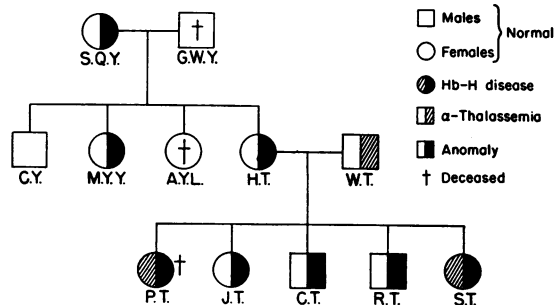 S.Q.Y.
G.W.Y.
C.Y.
M.Y.Y.
A.Y.L.
H.T.
W.T.
P.T.
J.T.
C.T.
R.T.
S.T.
Males
Females
Normal
Hb-H disease
α-Thalassemia
Anomaly
† Deceased